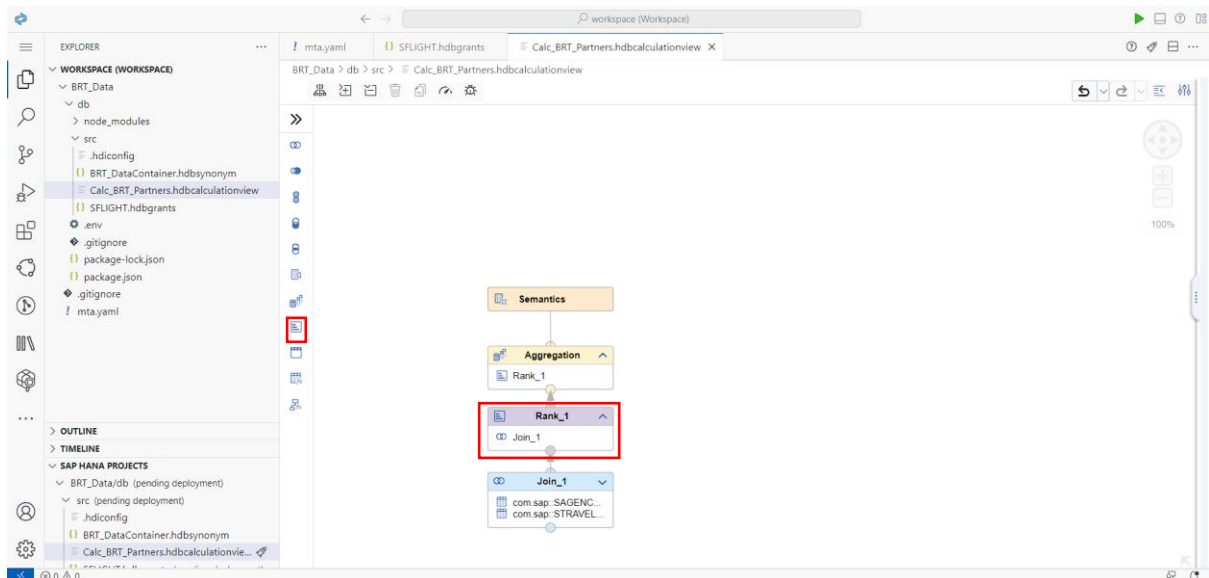 workspace (Workspace)
EXPLORER
...
! mta.yaml
{} SFLIGHT.hdbgrants
Calc_BRT_Partners.hdbcalculationview ×
...
WORKSPACE (WORKSPACE)
BRT_Data > db > src > Calc_BRT_Partners.hdbcalculationview
BRT_Data
db
node_modules
src
.hdiconfig
{} BRT_DataContainer.hdbsynonym
Calc_BRT_Partners.hdbcalculationview
{} SFLIGHT.hdbgrants
.env
.gitignore
{} package-lock.json
{} package.json
.gitignore
! mta.yaml
100%
Semantics
Aggregation
Rank_1
Rank_1
Join_1
Join_1
com.sap::SAGENC...
com.sap::STRAVEL...
OUTLINE
TIMELINE
SAP HANA PROJECTS
BRT_Data/db (pending deployment)
src (pending deployment)
.hdiconfig
{} BRT_DataContainer.hdbsynonym
Calc_BRT_Partners.hdbcalculationvie...
0 0